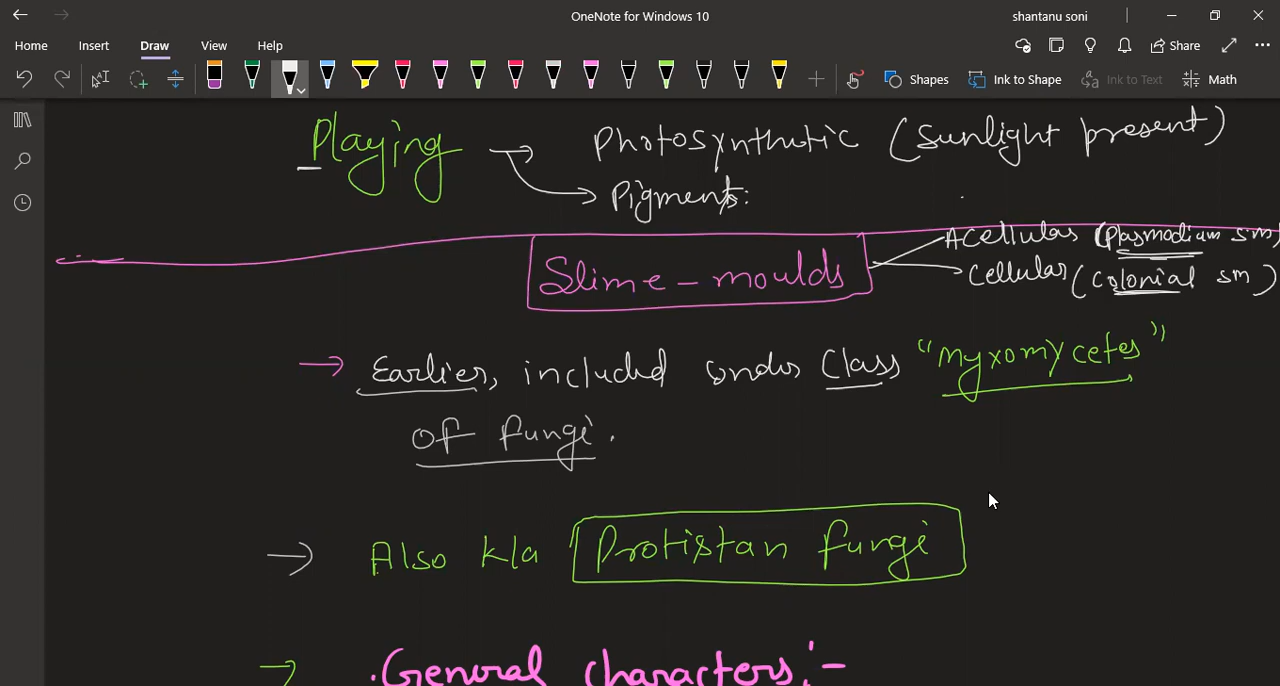 OneNote for Windows 10
shantanu soni
Home Insert Draw View Help
Share
Shapes Ink to Shape Ink to Text Math
Playing → Photosynthetic (Sunlight present)
→ Pigments:
Slime - moulds
Acellular (Plasmodium sm)
Cellular (Colonial sm)
→ Earlier, included under Class "Myxomycetes"
of fungi.
→ Also kla Protistan fungi
→ .General characters:-